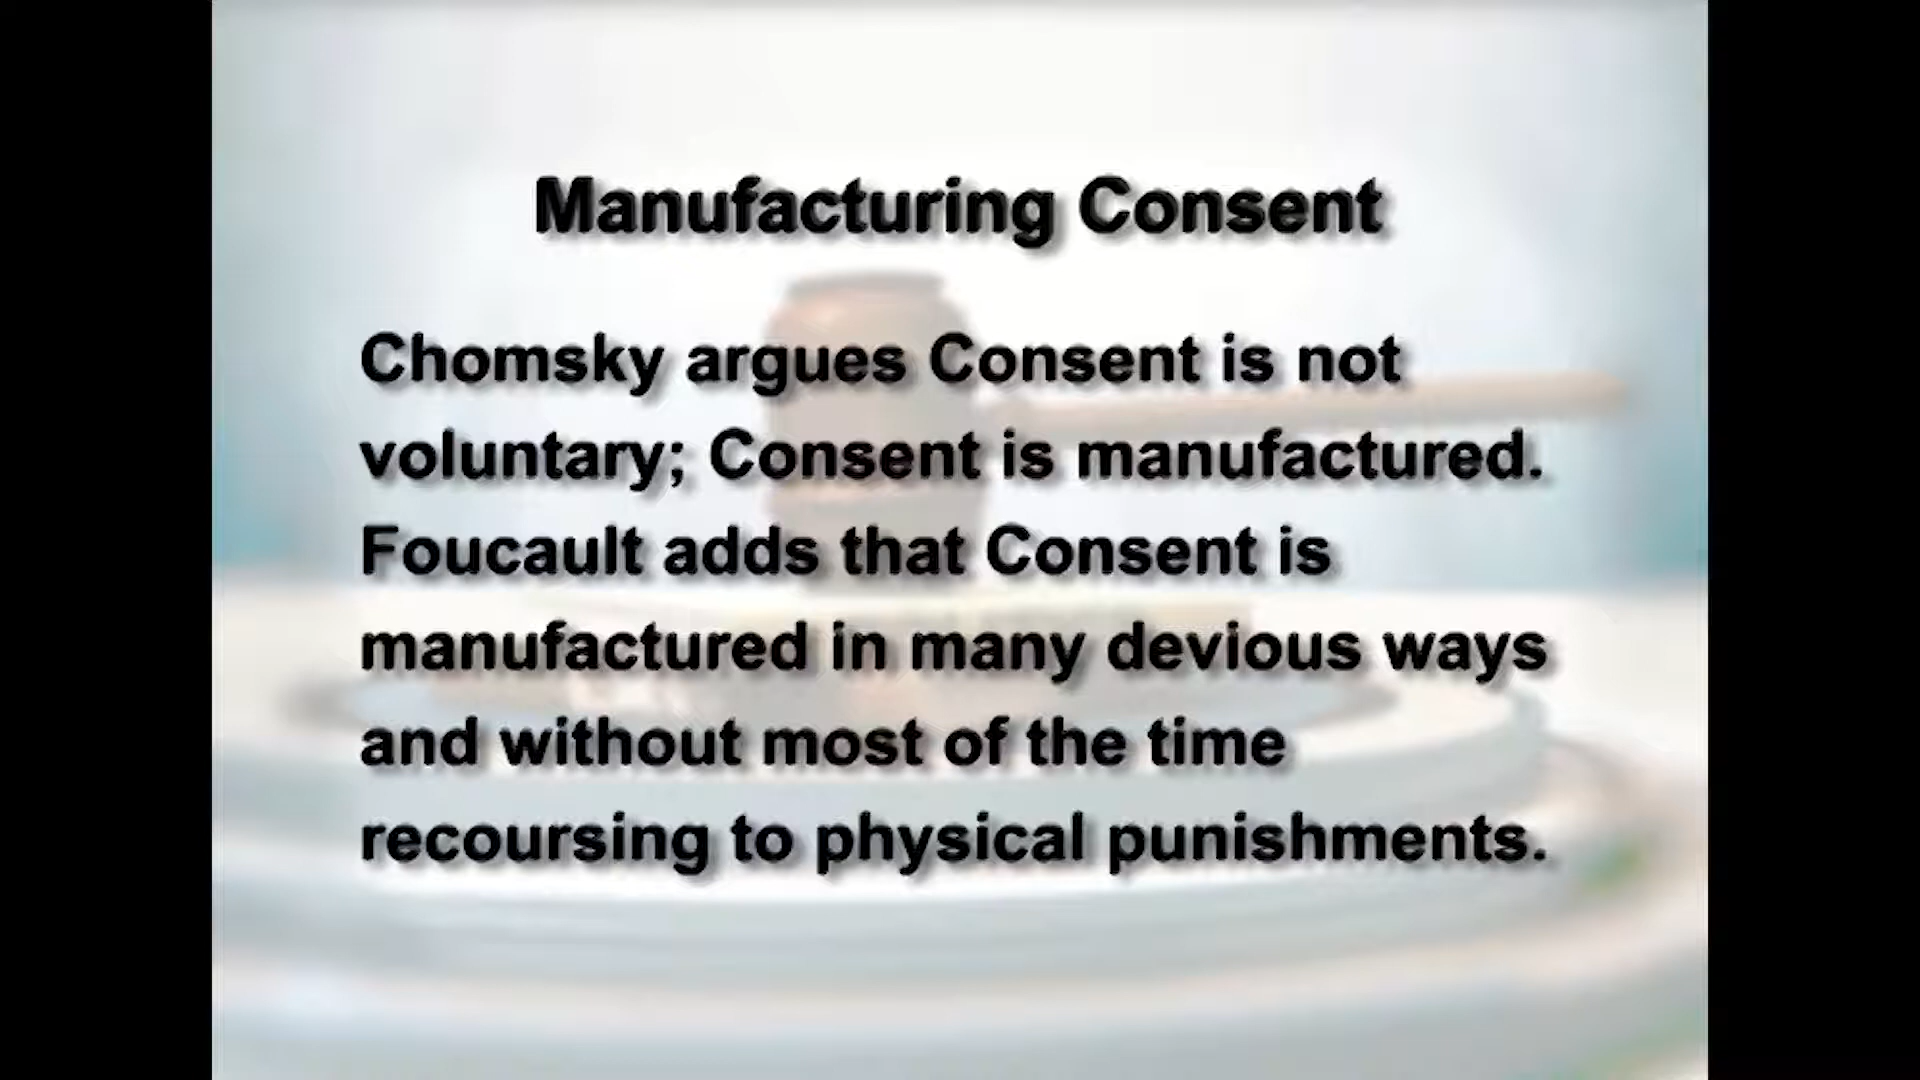 Manufacturing Consent
Chomsky argues Consent is not
voluntary; Consent is manufactured.
Foucault adds that Consent is
manufactured in many devious ways
and without most of the time
recoursing to physical punishments.